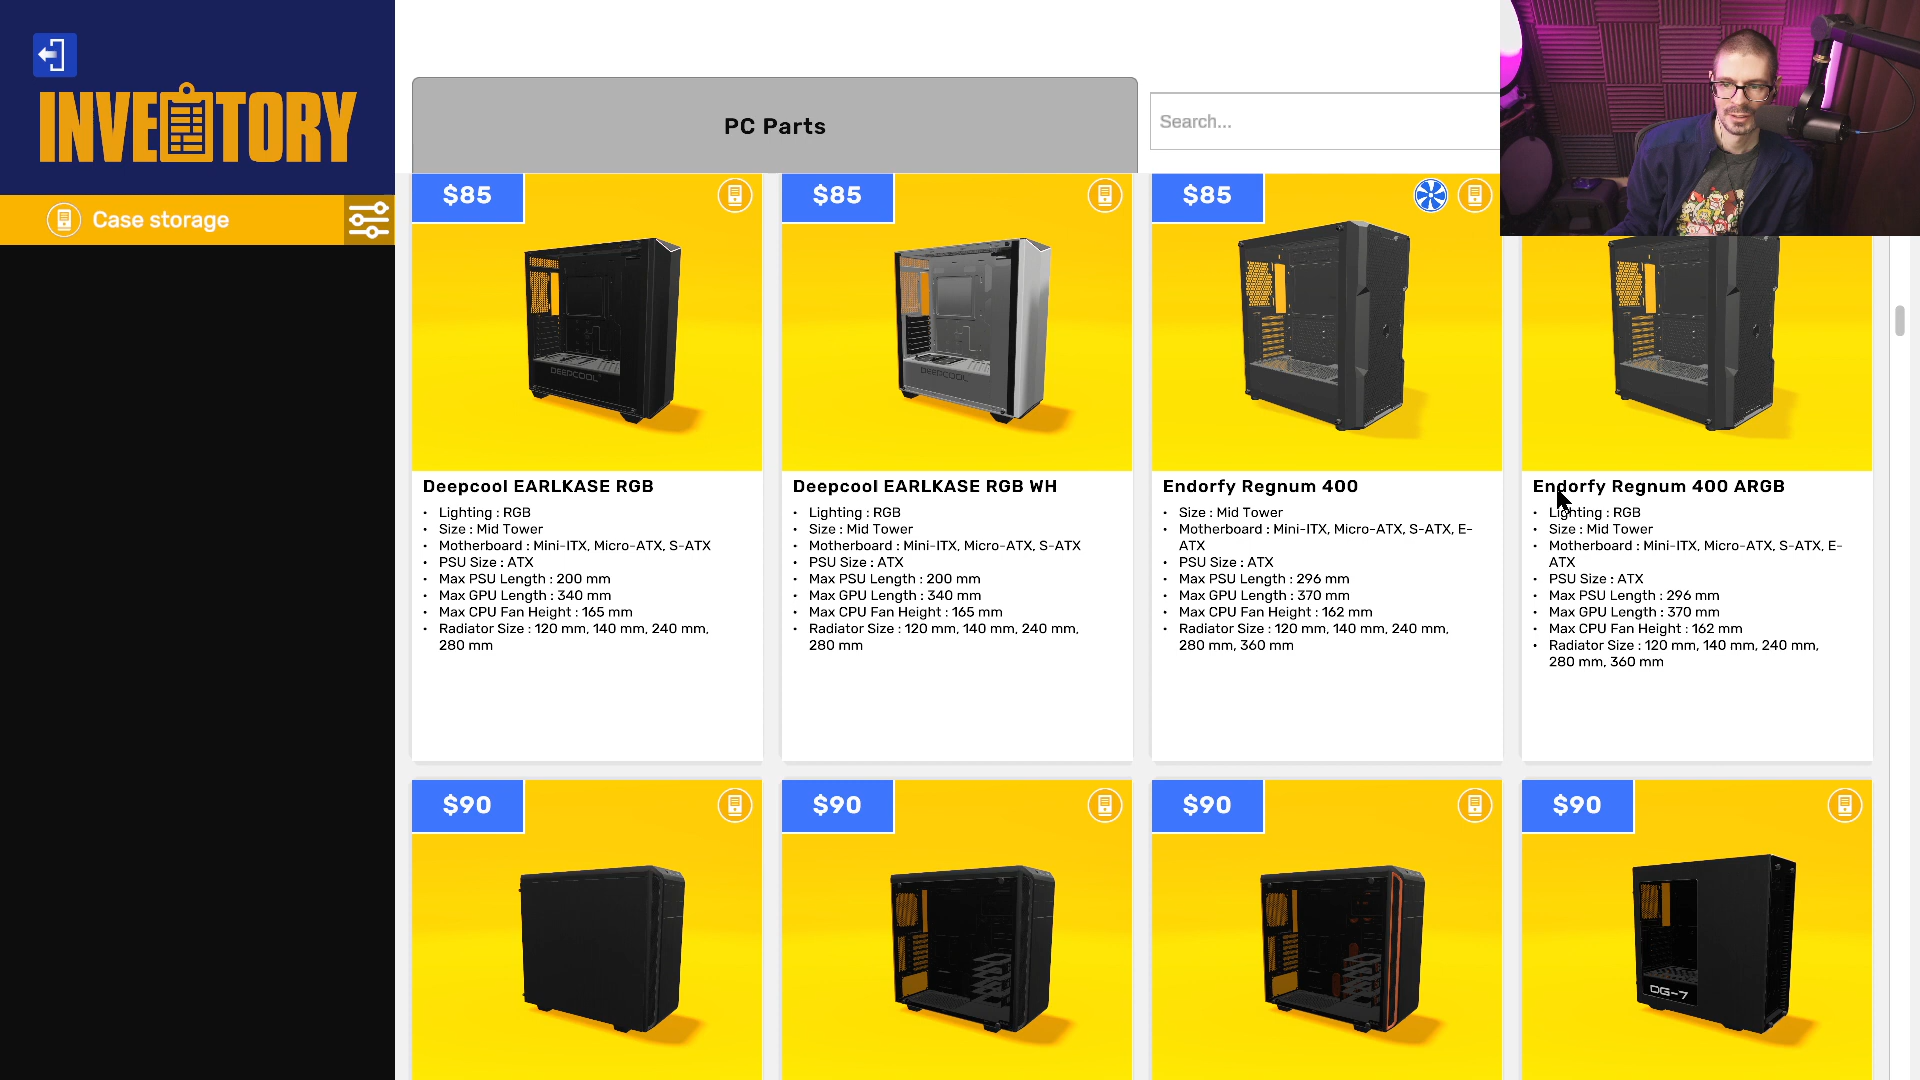 INVENTORY
Case storage
PC Parts
Search...
$85
$85
$85
DEEPCOOL
DEEPCOOL
Deepcool EARLKASE RGB
• Lighting : RGB
• Size : Mid Tower
• Motherboard : Mini-ITX, Micro-ATX, S-ATX
• PSU Size : ATX
• Max PSU Length : 200 mm
• Max GPU Length : 340 mm
• Max CPU Fan Height : 165 mm
• Radiator Size : 120 mm, 140 mm, 240 mm,
280 mm
Deepcool EARLKASE RGB WH
• Lighting : RGB
• Size : Mid Tower
• Motherboard : Mini-ITX, Micro-ATX, S-ATX
• PSU Size : ATX
• Max PSU Length : 200 mm
• Max GPU Length : 340 mm
• Max CPU Fan Height : 165 mm
• Radiator Size : 120 mm, 140 mm, 240 mm,
280 mm
Endorfy Regnum 400
• Size : Mid Tower
• Motherboard : Mini-ITX, Micro-ATX, S-ATX, E-
ATX
• PSU Size : ATX
• Max PSU Length : 296 mm
• Max GPU Length : 370 mm
• Max CPU Fan Height : 162 mm
• Radiator Size : 120 mm, 140 mm, 240 mm,
280 mm, 360 mm
Endorfy Regnum 400 ARGB
• Lighting : RGB
• Size : Mid Tower
• Motherboard : Mini-ITX, Micro-ATX, S-ATX, E-
ATX
• PSU Size : ATX
• Max PSU Length : 296 mm
• Max GPU Length : 370 mm
• Max CPU Fan Height : 162 mm
• Radiator Size : 120 mm, 140 mm, 240 mm,
280 mm, 360 mm
$90
$90
$90
$90
DG-7